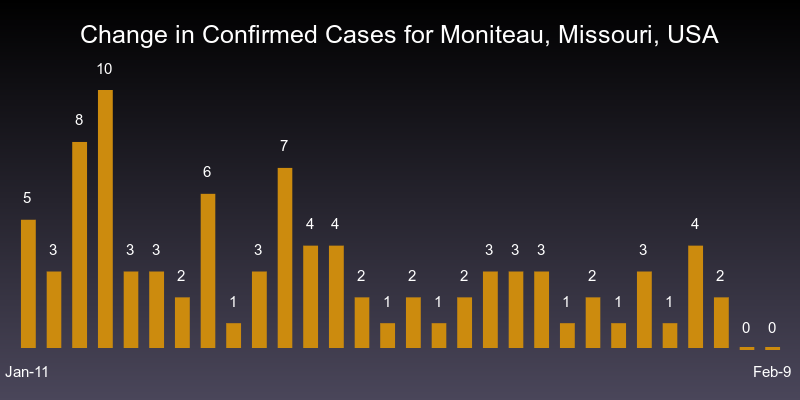 Change in Confirmed Cases for Moniteau, Missouri, USA
5 3 8 10 3 3 2 6 1 3 7 4 4 2 1 2 1 2 3 3 3 1 2 1 3 1 4 2 0 0
Jan-11 Feb-9